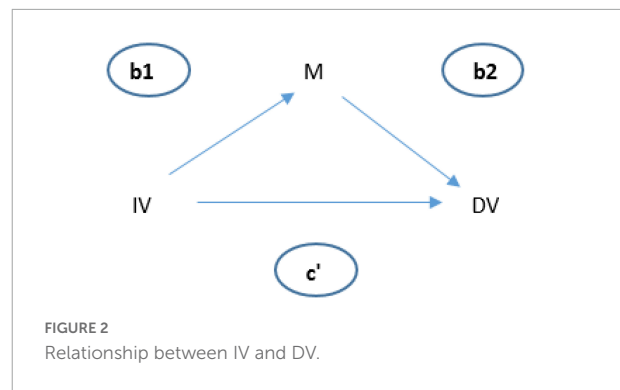 b1 M b2
IV DV
c'
FIGURE 2
Relationship between IV and DV.